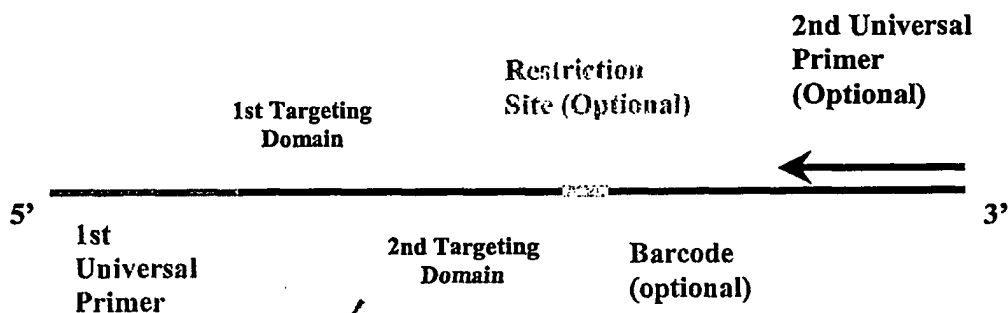 2nd Universal
Primer
(Optional)
Restriction
Site (Optional)
1st Targeting
Domain
5’
3’
1st
Universal
Primer
2nd Targeting
Domain
Barcode
(optional)